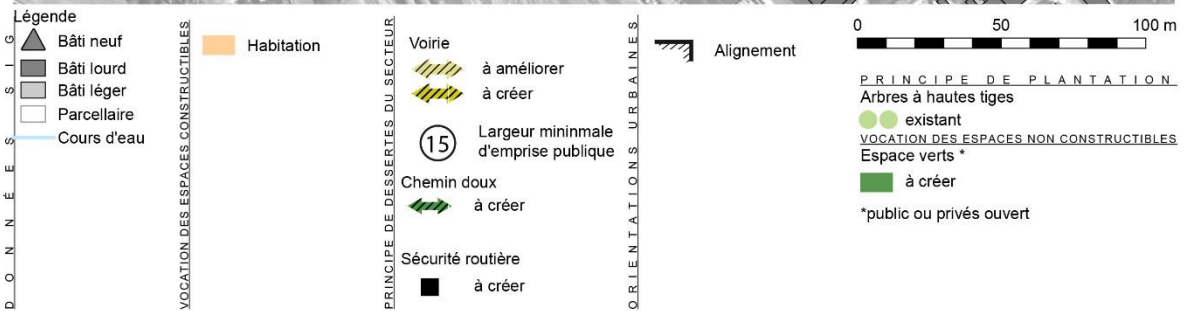 Légende
DONNÉES SIG
Bâti neuf
Bâti lourd
Bâti léger
Parcellaire
Cours d'eau
VOCATION DES ESPACES CONSTRUCTIBLES
Habitation
PRINCIPE DE DESSERTES DU SECTEUR
Voirie
à améliorer
à créer
15
Largeur mininmale
d'emprise publique
Chemin doux
à créer
Sécurité routière
à créer
ORIENTATIONS URBAINES
Alignement
0 50 100 m
PRINCIPE DE PLANTATION
Arbres à hautes tiges
existant
VOCATION DES ESPACES NON CONSTRUCTIBLES
Espace verts *
à créer
*public ou privés ouvert